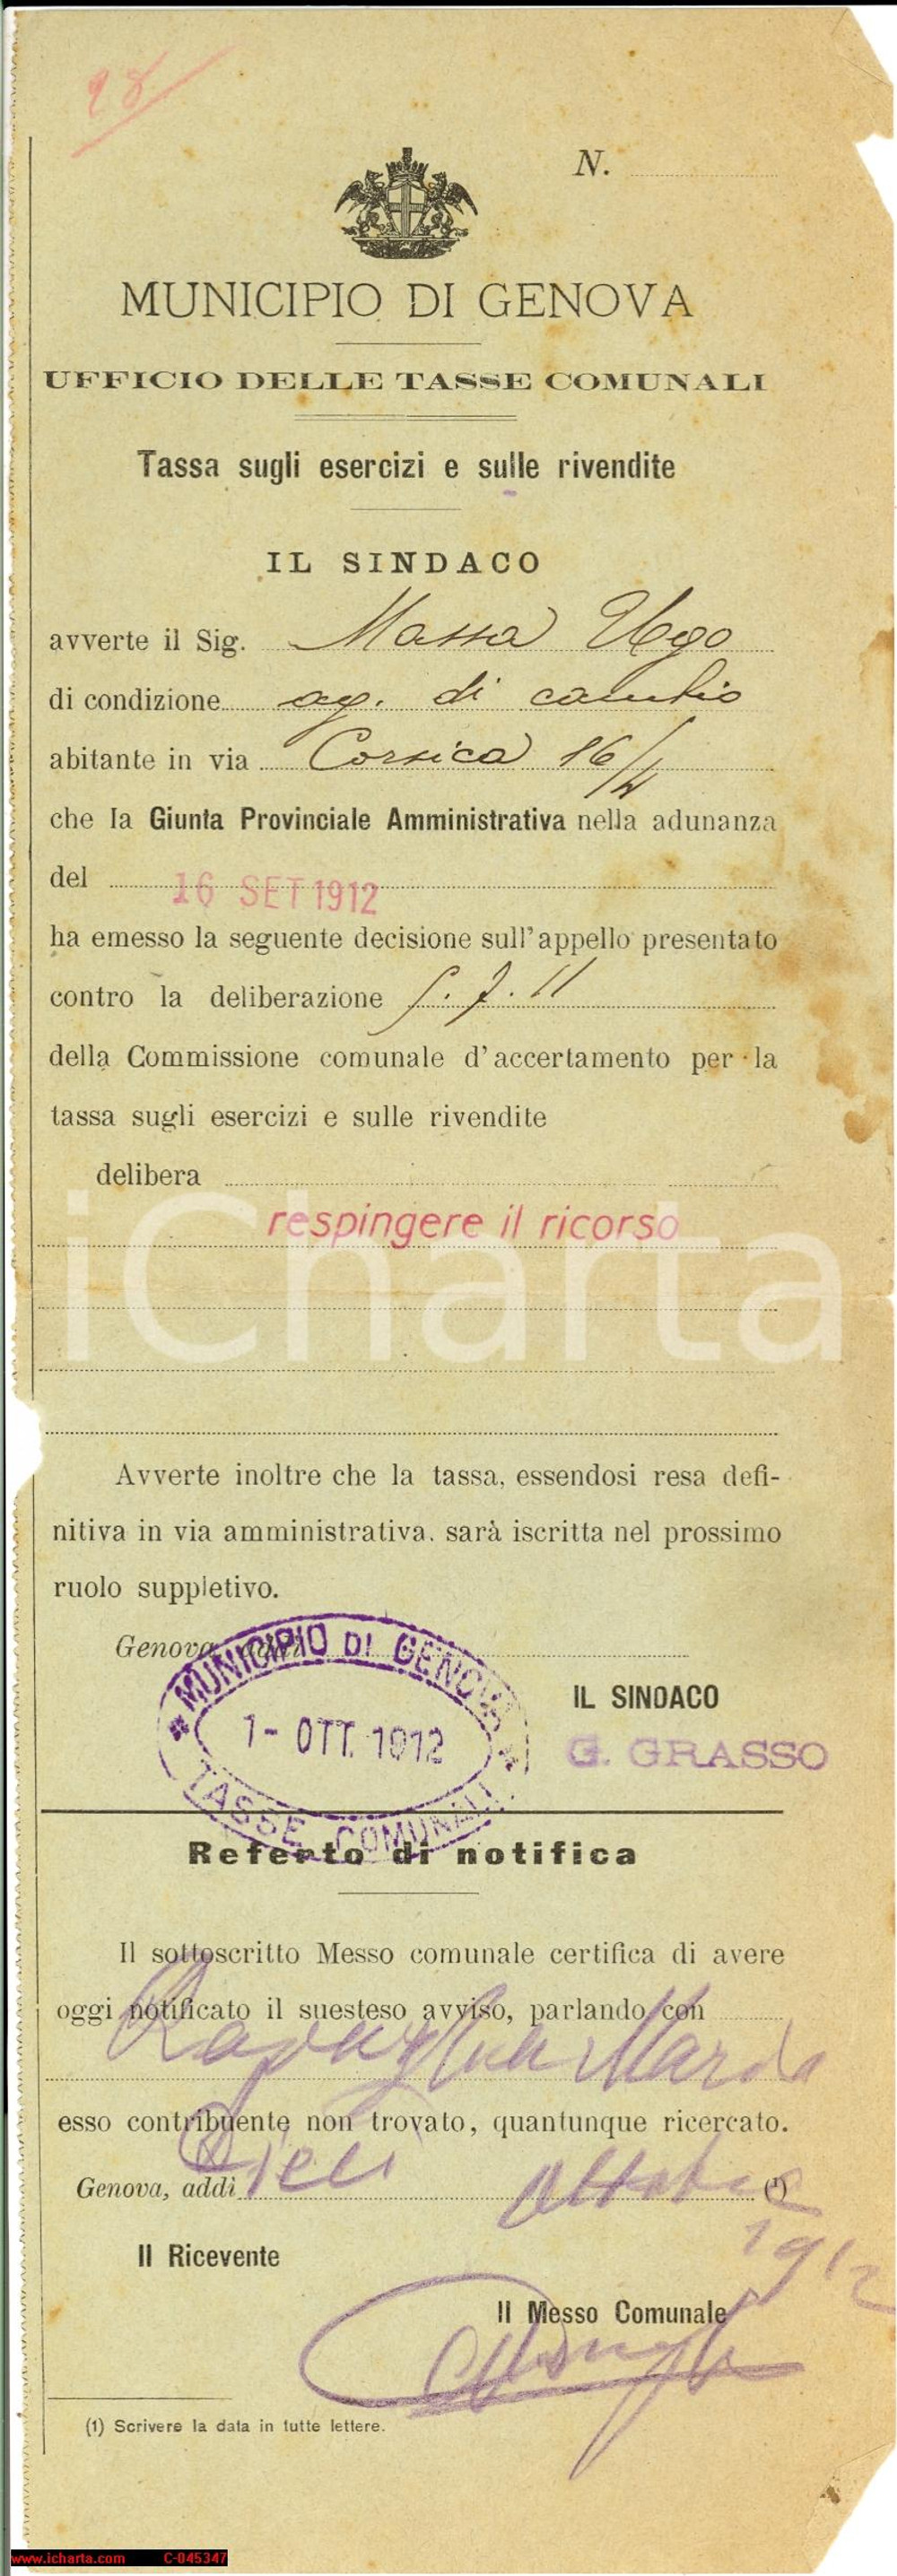 28
N.
MUNICIPIO DI GENOVA
UFFICIO DELLE TASSE COMUNALI
Tassa sugli esercizi e sulle rivendite
IL SINDACO
avverte il Sig. Massa Ugo
di condizione ag. di cambio
abitante in via Corsica 16/4
che la Giunta Provinciale Amministrativa nella adunanza
del 16 SET 1912
ha emesso la seguente decisione sull'appello presentato
contro la deliberazione 11
della Commissione comunale d'accertamento per la
tassa sugli esercizi e sulle rivendite
delibera
respingere il ricorso
iCharta
Avverte inoltre che la tassa, essendosi resa defi-
nitiva in via amministrativa. sarà iscritta nel prossimo
ruolo suppletivo.
Genova, addì
MUNICIPIO DI GENOVA
1- OTT. 1912
TASSE COMUNALI
IL SINDACO
G. GRASSO
Referto di notifica
Il sottoscritto Messo comunale certifica di avere
oggi notificato il suesteso avviso, parlando con
Maria
esso contribuente non trovato, quantunque ricercato.
Genova, addì Dieci Ottobre (1)
1912
Il Ricevente
Il Messo Comunale
(1) Scrivere la data in tutte lettere.
www.icharta.com C-045347